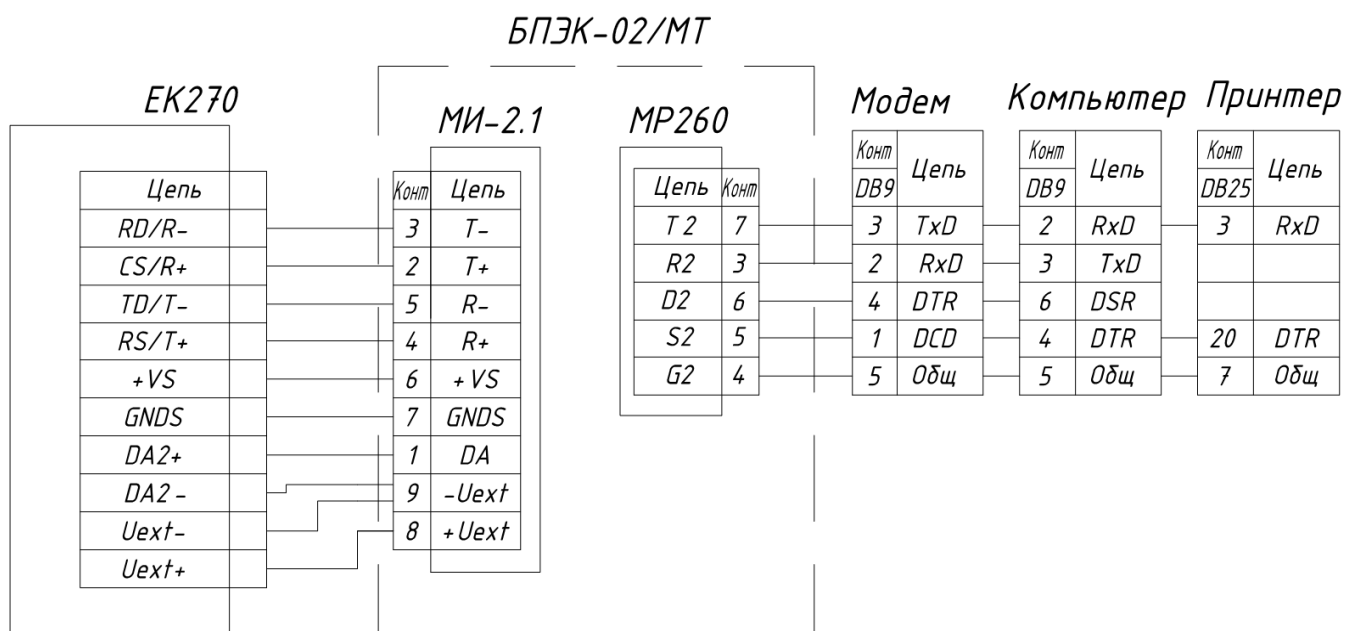 БПЭК-02/МТ
ЕК270
Цепь
RD/R-
CS/R+
TD/T-
RS/T+
+VS
GNDS
DA2+
DA2 -
Uext-
Uext+
МИ-2.1
Конт Цепь
3 T-
2 T+
5 R-
4 R+
6 +VS
7 GNDS
1 DA
9 -Uext
8 +Uext
МР260
Цепь Конт
T2 7
R2 3
D2 6
S2 5
G2 4
Модем
Конт DB9 Цепь
3 TxD
2 RxD
4 DTR
1 DCD
5 Общ
Компьютер
Конт DB9 Цепь
2 RxD
3 TxD
6 DSR
4 DTR
5 Общ
Принтер
Конт DB25 Цепь
3 RxD
20 DTR
7 Общ